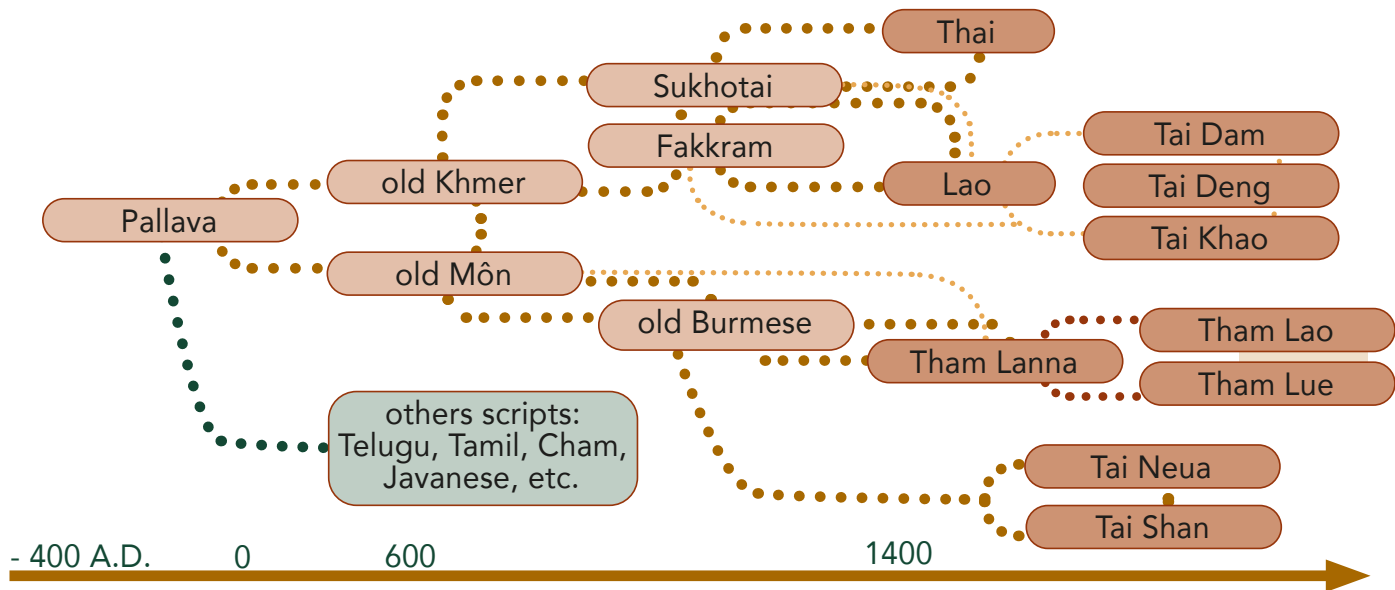 Thai
Sukhotai
Fakkram
Tai Dam
old Khmer
Lao
Tai Deng
Pallava
Tai Khao
old Môn
old Burmese
Tham Lao
Tham Lanna
Tham Lue
others scripts:
Telugu, Tamil, Cham,
Javanese, etc.
Tai Neua
Tai Shan
- 400 A.D.
0
600
1400